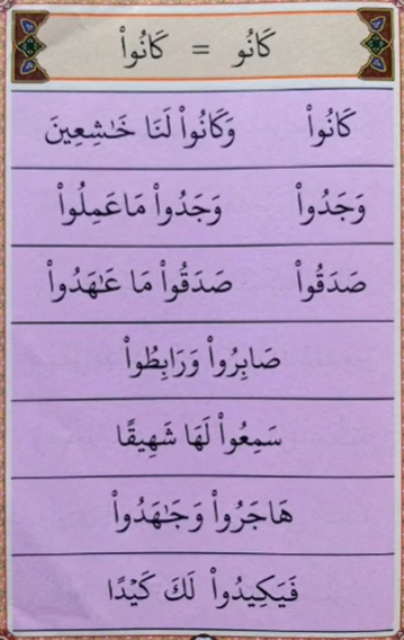 كَانُو = كَانُواْ
كَانُواْ وَكَانُواْ لَنَا خَٰشِعِينَ
وَجَدُواْ وَجَدُواْ مَاعَمِلُواْ
صَدَقُواْ صَدَقُواْ مَا عَٰهَدُواْ
صَابِرُواْ وَرَابِطُواْ
سَمِعُواْ لَهَا شَهِيقًا
هَاجَرُواْ وَجَٰهَدُواْ
فَيَكِيدُواْ لَكَ كَيْدًا